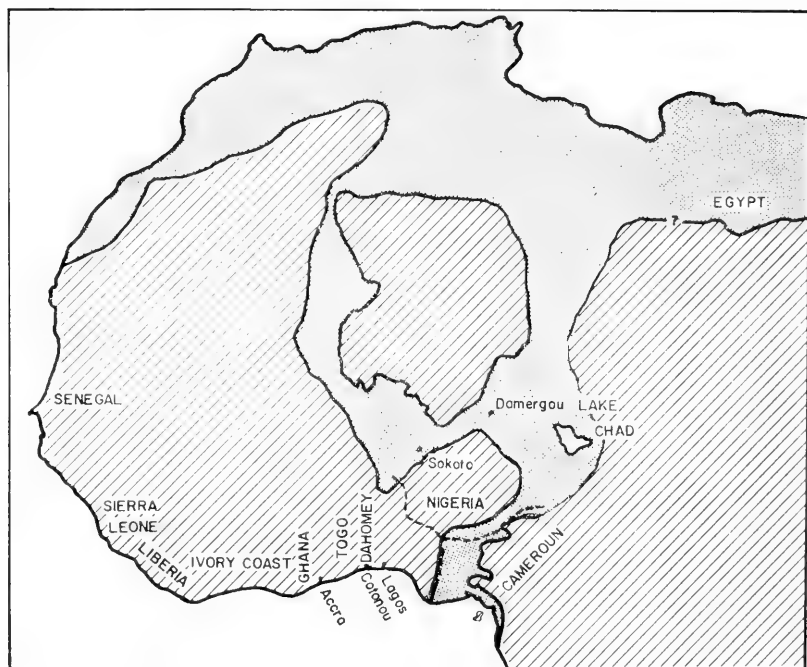 EGYPT
?
SENEGAL
Damergou
LAKE
CHAD
Sokoto
NIGERIA
SIERRA
LEONE
LIBERIA
IVORY COAST
GHANA
TOGO
DAHOMEY
CAMEROUN
Accra
Cotonou
Lagos